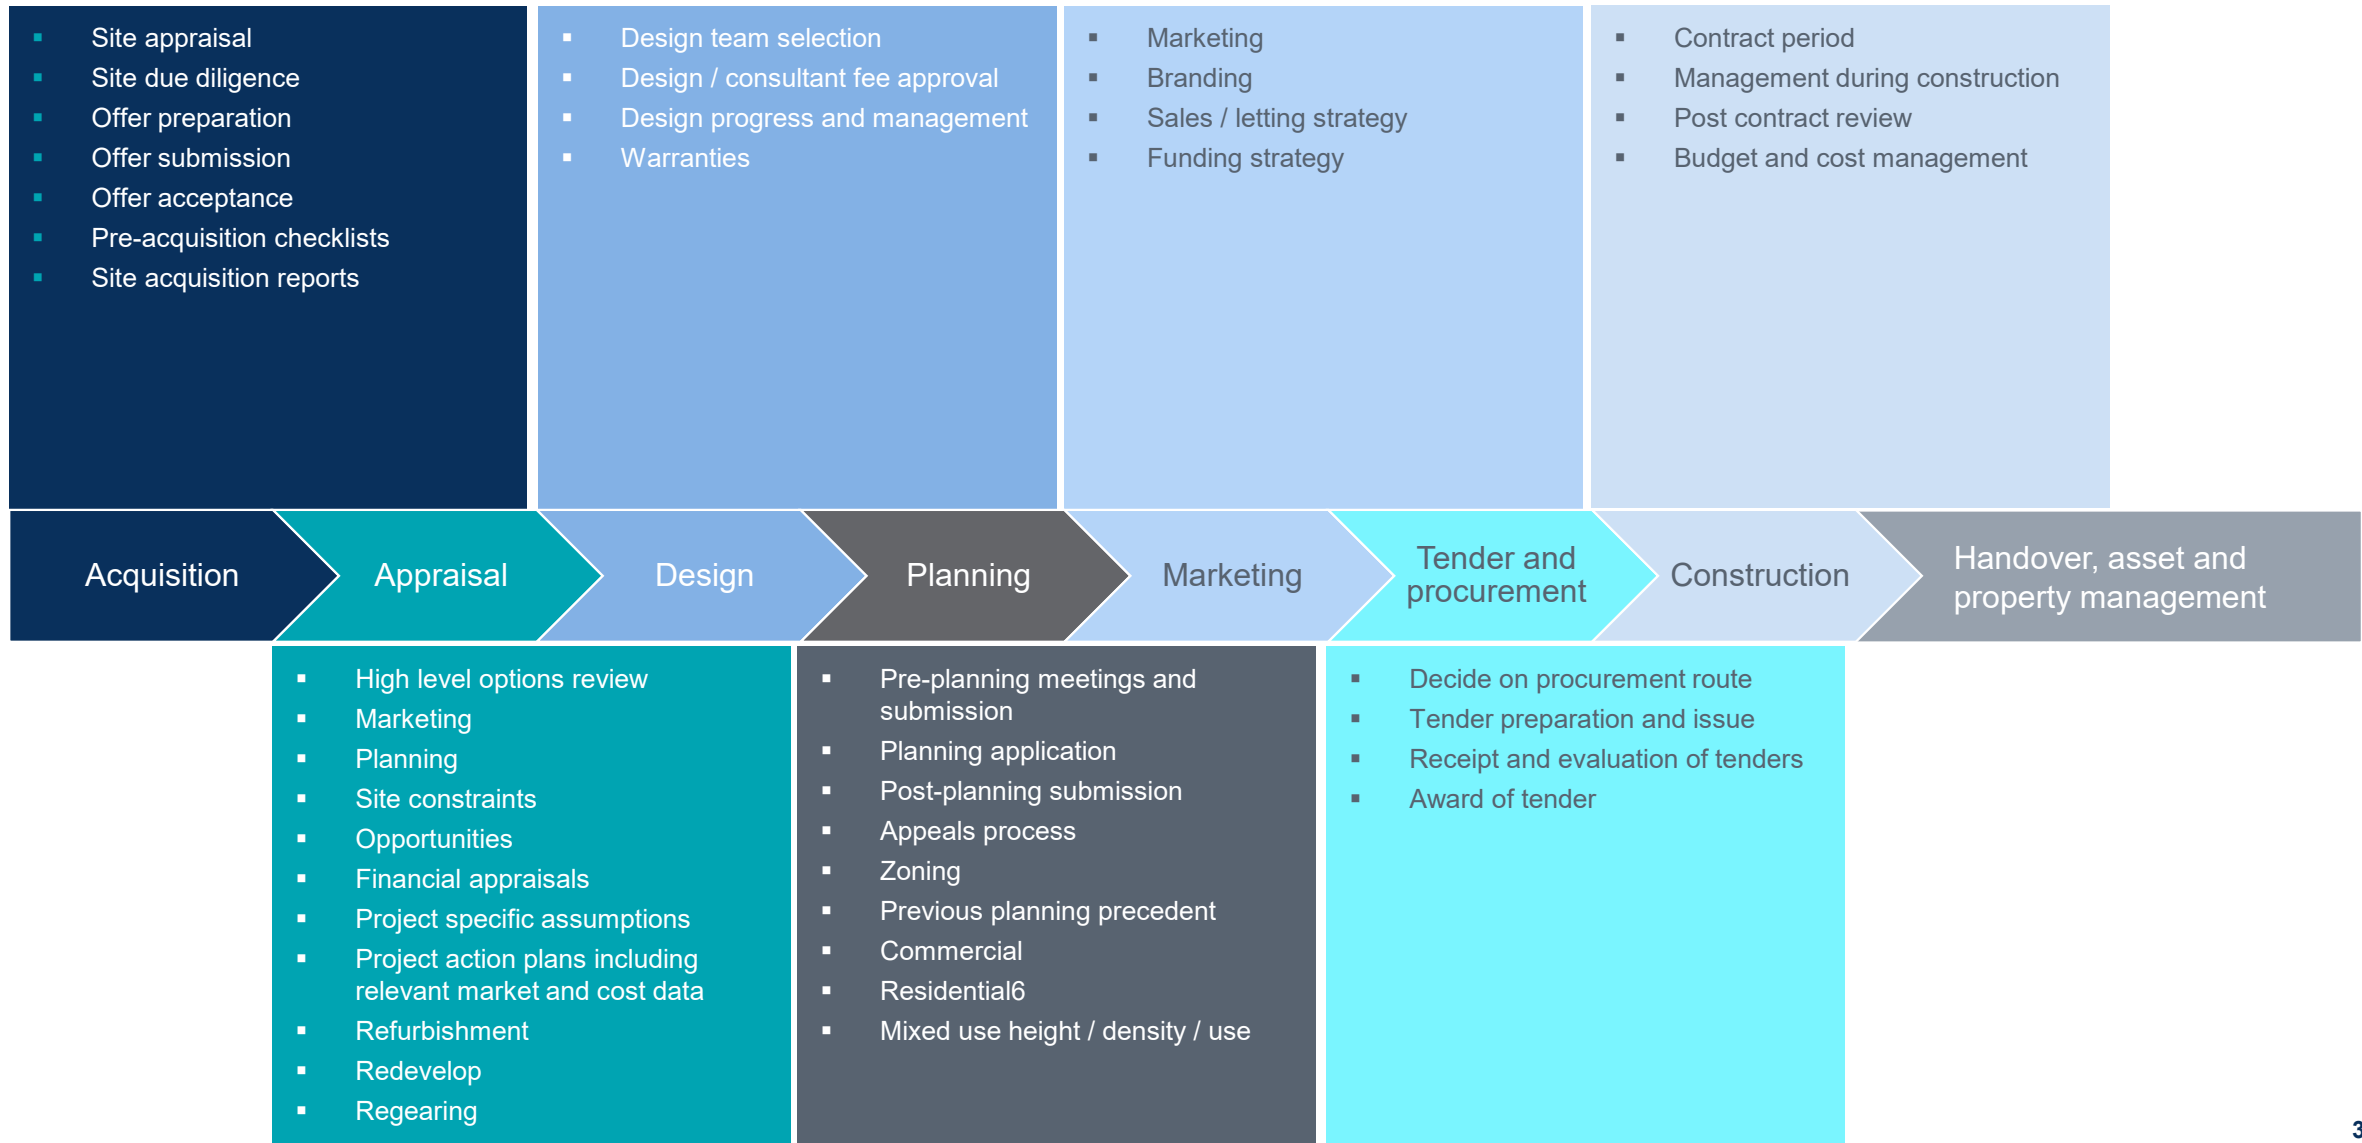 Site appraisal
Site due diligence
Offer preparation
Offer submission
Offer acceptance
Pre-acquisition checklists
Site acquisition reports
Design team selection
Design / consultant fee approval
Design progress and management
Warranties
Marketing
Branding
Sales / letting strategy
Funding strategy
Contract period
Management during construction
Post contract review
Budget and cost management
Acquisition
Appraisal
Design
Planning
Marketing
Tender and
procurement
Construction
Handover, asset and
property management
High level options review
Marketing
Planning
Site constraints
Opportunities
Financial appraisals
Project specific assumptions
Project action plans including
relevant market and cost data
Refurbishment
Redevelop
Regearing
Pre-planning meetings and
submission
Planning application
Post-planning submission
Appeals process
Zoning
Previous planning precedent
Commercial
Residential6
Mixed use height / density / use
Decide on procurement route
Tender preparation and issue
Receipt and evaluation of tenders
Award of tender
3